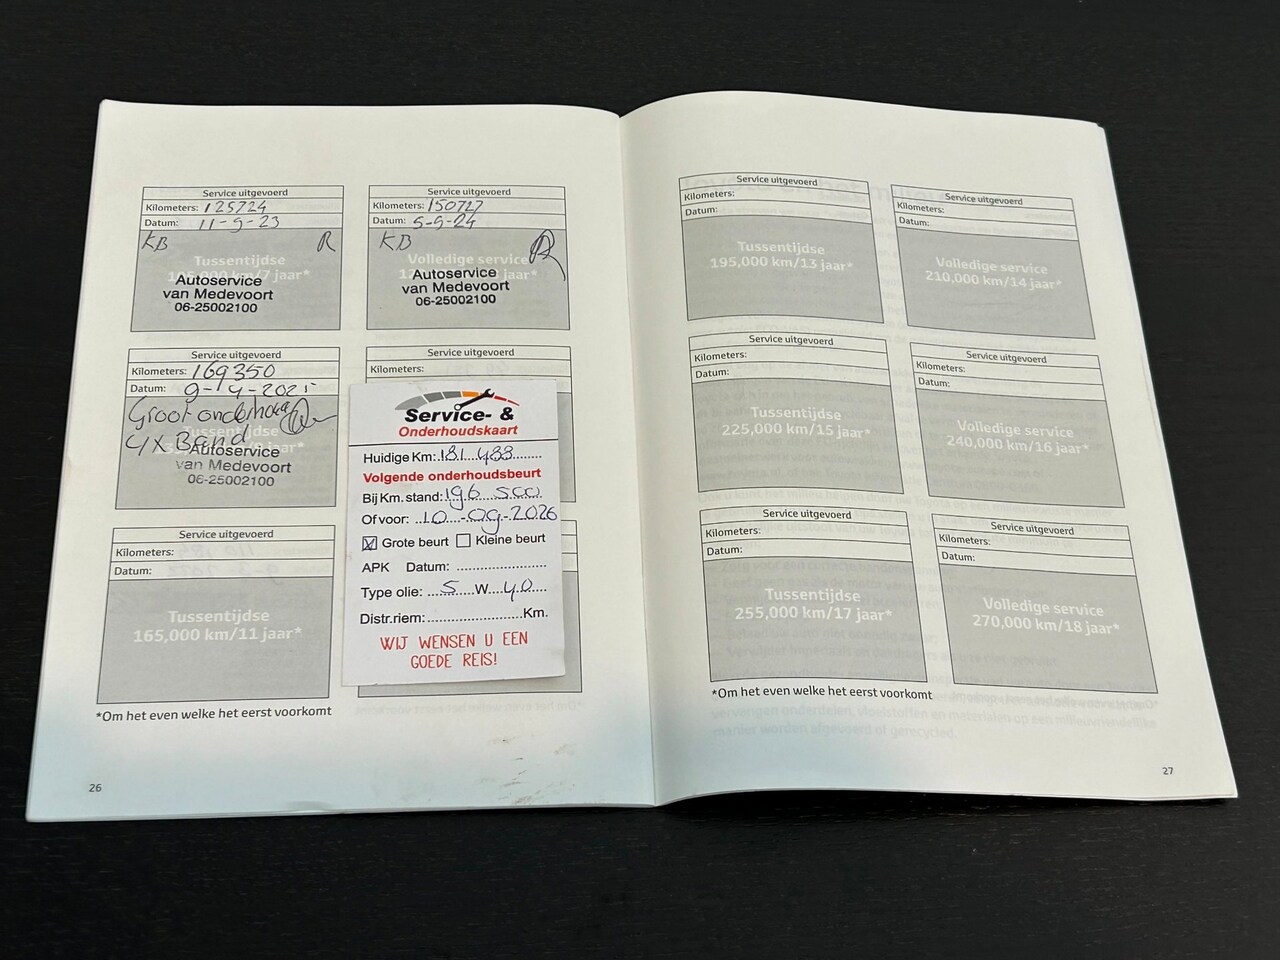 Service uitgevoerd
Kilometers: 125724
Datum: 11-9-23
KB R
Tussentijdse
km/7 jaar*
Autoservice
van Medevoort
06-25002100
Service uitgevoerd
Kilometers: 150727
Datum: 5-9-24
KB
Volledige service
jaar*
Autoservice
van Medevoort
06-25002100
Service uitgevoerd
Kilometers: 169350
Datum: 9-4-2025
Groot onderhoud
4x Band
Autoservice
van Medevoort
06-25002100
Service uitgevoerd
Kilometers:
Service- &
Onderhoudskaart
Huidige Km: 181.483
Volgende onderhoudsbeurt
Bij Km. stand: 196 500
Of voor: 10-09-2026
Grote beurt Kleine beurt
APK Datum:
Type olie: 5 W 40
Distr.riem: Km.
WIJ WENSEN U EEN
GOEDE REIS!
Service uitgevoerd
Kilometers:
Datum:
Tussentijdse
165,000 km/11 jaar*
*Om het even welke het eerst voorkomt
26
Service uitgevoerd
Kilometers:
Datum:
Tussentijdse
195,000 km/13 jaar*
Service uitgevoerd
Kilometers:
Datum:
Volledige service
210,000 km/14 jaar*
Service uitgevoerd
Kilometers:
Datum:
Tussentijdse
225,000 km/15 jaar*
Service uitgevoerd
Kilometers:
Datum:
Volledige service
240,000 km/16 jaar*
Service uitgevoerd
Kilometers:
Datum:
Tussentijdse
255,000 km/17 jaar*
Service uitgevoerd
Kilometers:
Datum:
Volledige service
270,000 km/18 jaar*
*Om het even welke het eerst voorkomt
27